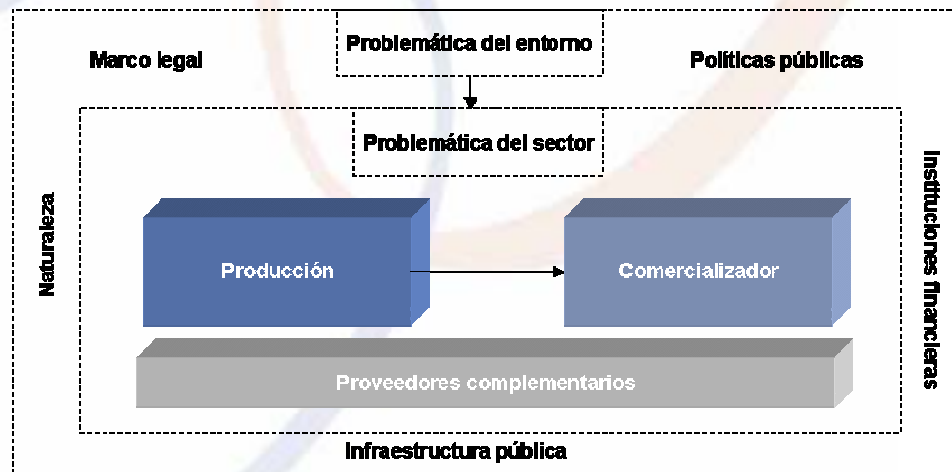 Problemática del entorno
Marco legal
Políticas públicas
Problemática del sector
Naturaleza
Instituciones financieras
Producción
Comercializador
Proveedores complementarios
Infraestructura pública